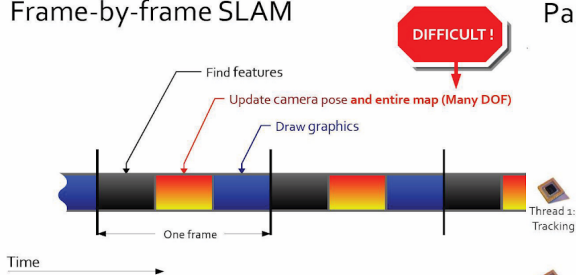 Frame-by-frame SLAM
Pa
DIFFICULT!
Find features
Update camera pose and entire map (Many DOF)
Draw graphics
One frame
Thread 1:
Tracking
Time